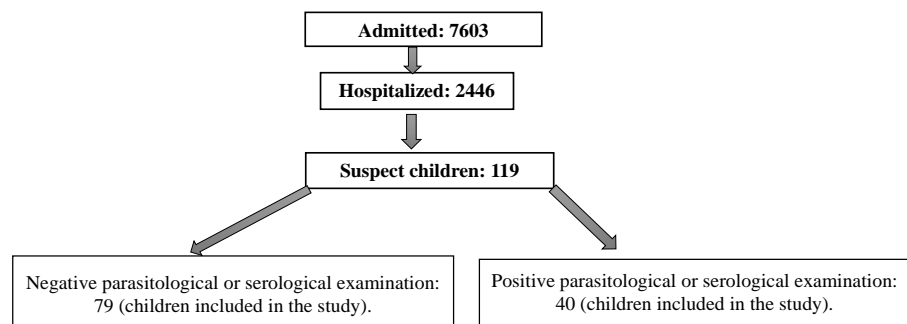 Admitted: 7603
Hospitalized: 2446
Suspect children: 119
Negative parasitological or serological examination:
79 (children included in the study).
Positive parasitological or serological examination:
40 (children included in the study).